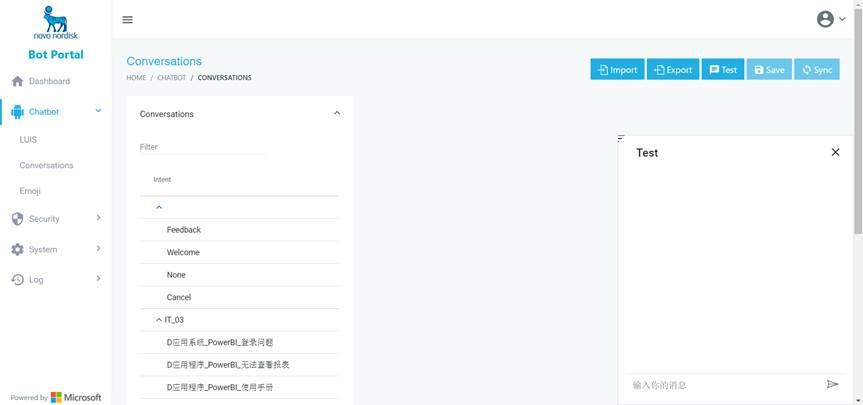 novo nordisk
Bot Portal
Dashboard
Chatbot
LUIS
Conversations
Emoji
Security
System
Log
Powered by Microsoft
Conversations
HOME / CHATBOT / CONVERSATIONS
Import
Export
Test
Save
Sync
Conversations
Filter
Intent
Feedback
Welcome
None
Cancel
IT_03
D应用系统_PowerBI_登录问题
D应用程序_PowerBI_无法查看报表
D应用程序_PowerBI_使用手册
Test
输入你的消息